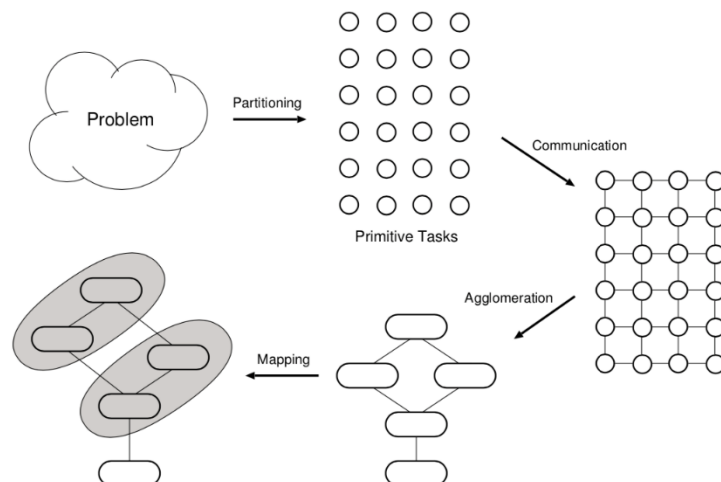 Problem
Partitioning
Primitive Tasks
Communication
Agglomeration
Mapping